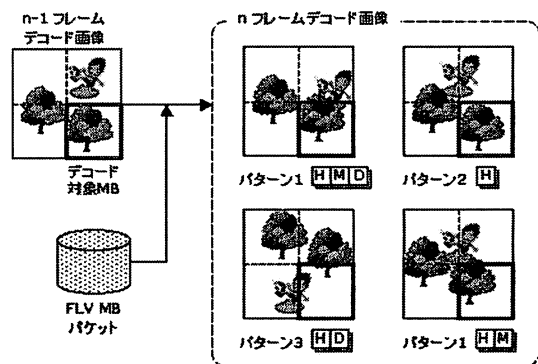 n-1 フレーム
デコード画像
n フレームデコード画像
デコード
対象MB
パターン1 H M D
パターン2 H
FLV MB
パケット
パターン3 H D
パターン1 H M